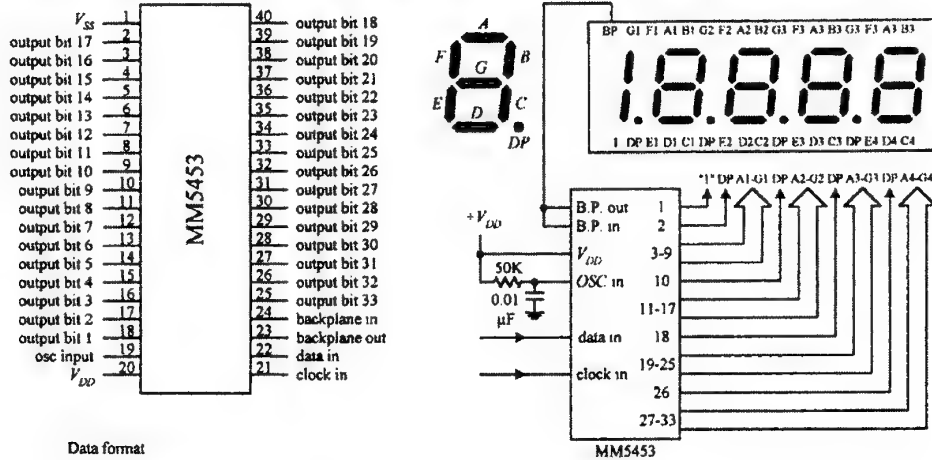 V_SS 1 40 output bit 18
output bit 17 2 39 output bit 19
output bit 16 3 38 output bit 20
output bit 15 4 37 output bit 21
output bit 14 5 36 output bit 22
output bit 13 6 35 output bit 23
output bit 12 7 34 output bit 24
output bit 11 8 33 output bit 25
output bit 10 9 32 output bit 26
output bit 9 10 31 output bit 27
output bit 8 11 30 output bit 28
output bit 7 12 29 output bit 29
output bit 6 13 28 output bit 30
output bit 5 14 27 output bit 31
output bit 4 15 26 output bit 32
output bit 3 16 25 output bit 33
output bit 2 17 24 backplane in
output bit 1 18 23 backplane out
osc input 19 22 data in
V_DD 20 21 clock in
MM5453
Data format
A
F B
G
E C
D
DP
BP G1 F1 A1 B1 G2 F2 A2 B2 G3 F3 A3 B3 G3 F3 A3 B3
1.8.8.8.8
1 DP E1 D1 C1 DP E2 D2 C2 DP E3 D3 C3 DP E4 D4 C4
"1" DP A1-G1 DP A2-G2 DP A3-G3 DP A4-G4
+V_DD
50K
0.01
µF
B.P. out 1
B.P. in 2
V_DD 3-9
OSC in 10
11-17
data in 18
19-25
clock in
26
27-33
MM5453